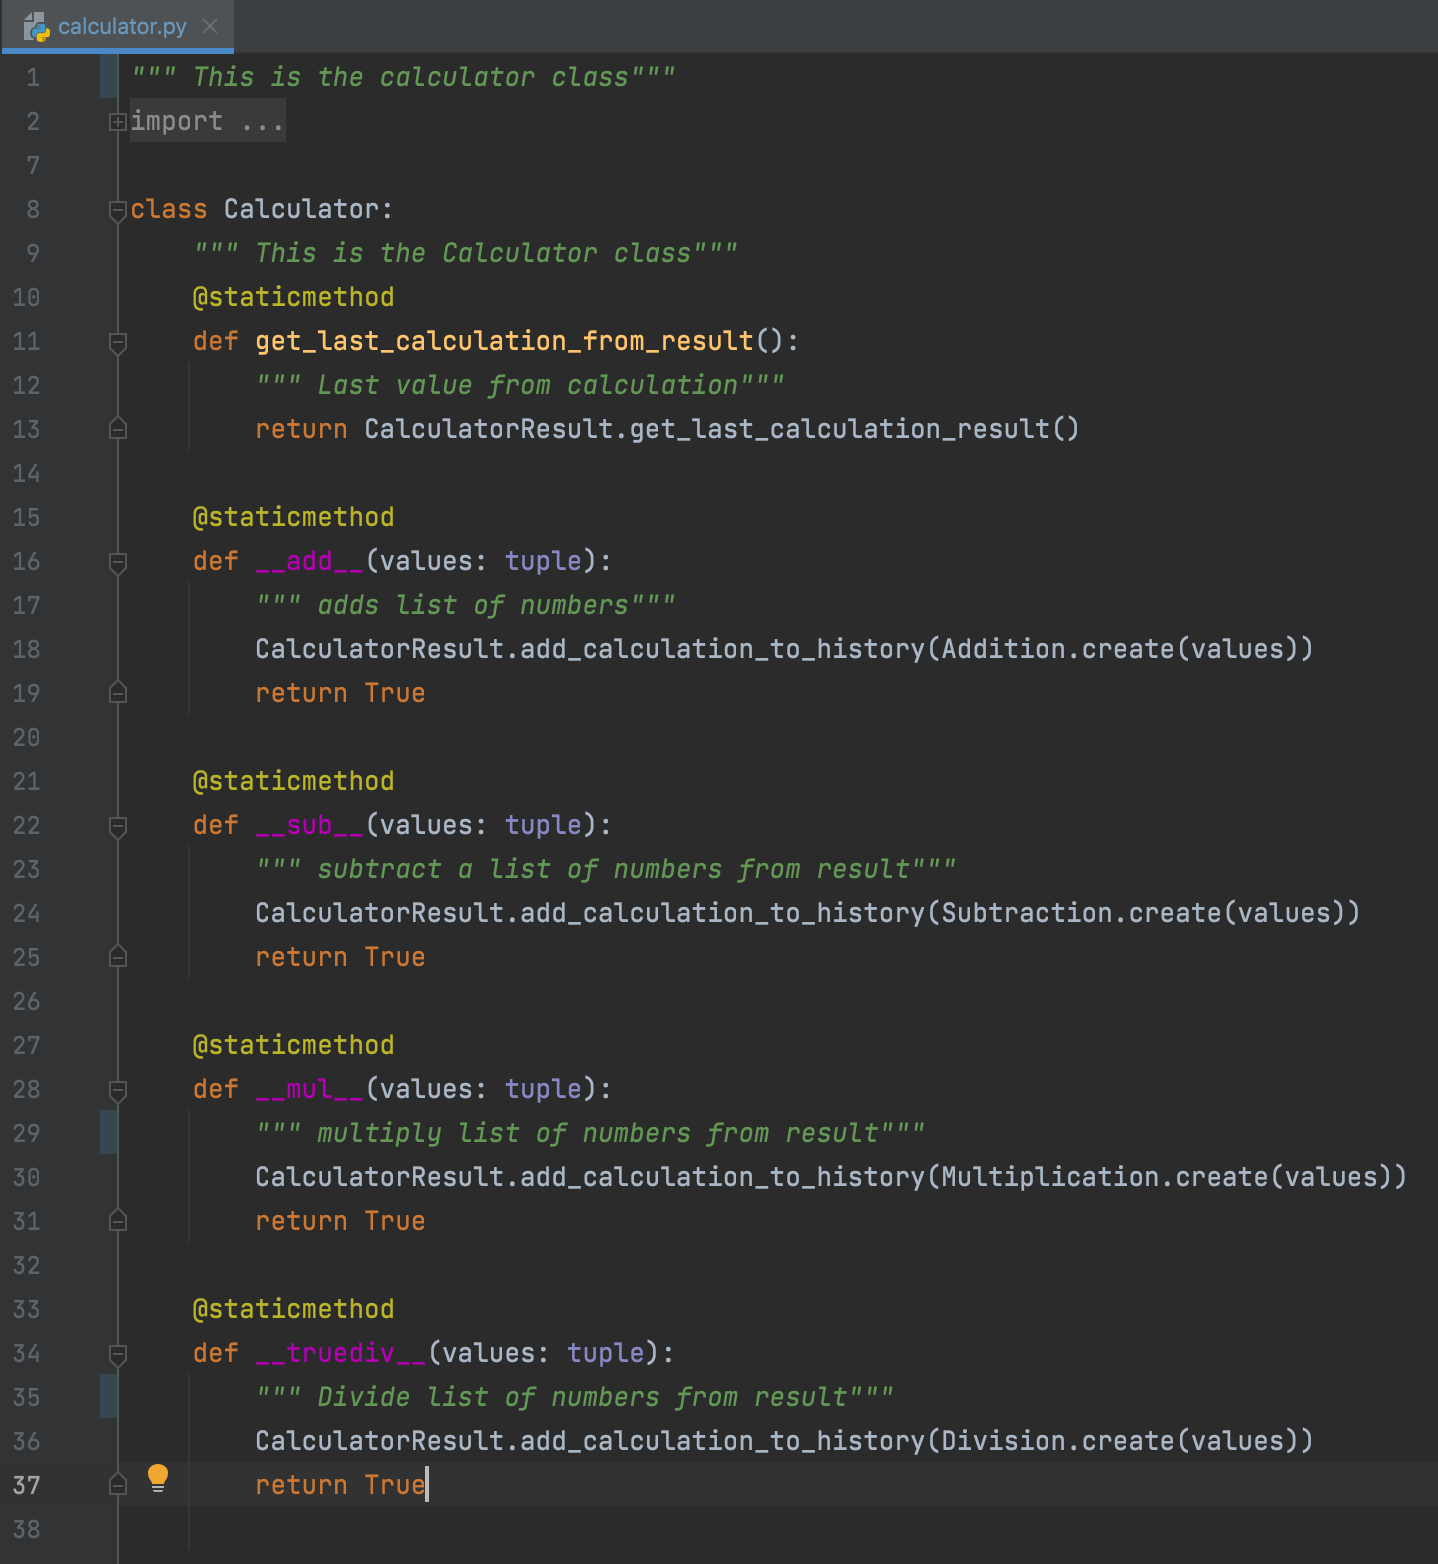 calculator.py
1 """ This is the calculator class"""
2 import ...
7
8 class Calculator:
9     """ This is the Calculator class"""
10     @staticmethod
11     def get_last_calculation_from_result():
12         """ Last value from calculation"""
13         return CalculatorResult.get_last_calculation_result()
14
15     @staticmethod
16     def __add__(values: tuple):
17         """ adds list of numbers"""
18         CalculatorResult.add_calculation_to_history(Addition.create(values))
19         return True
20
21     @staticmethod
22     def __sub__(values: tuple):
23         """ subtract a list of numbers from result"""
24         CalculatorResult.add_calculation_to_history(Subtraction.create(values))
25         return True
26
27     @staticmethod
28     def __mul__(values: tuple):
29         """ multiply list of numbers from result"""
30         CalculatorResult.add_calculation_to_history(Multiplication.create(values))
31         return True
32
33     @staticmethod
34     def __truediv__(values: tuple):
35         """ Divide list of numbers from result"""
36         CalculatorResult.add_calculation_to_history(Division.create(values))
37         return True
38